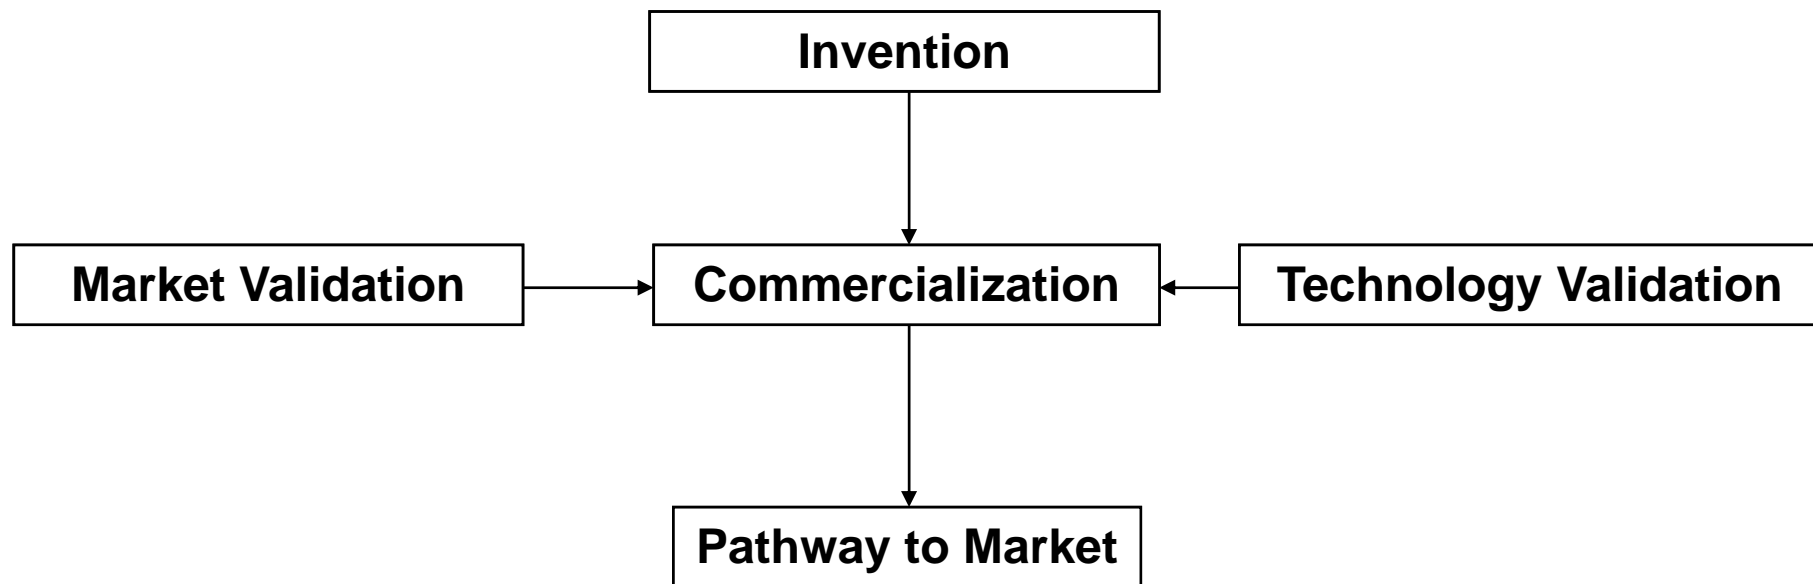 Invention
Market Validation
Commercialization
Technology Validation
Pathway to Market